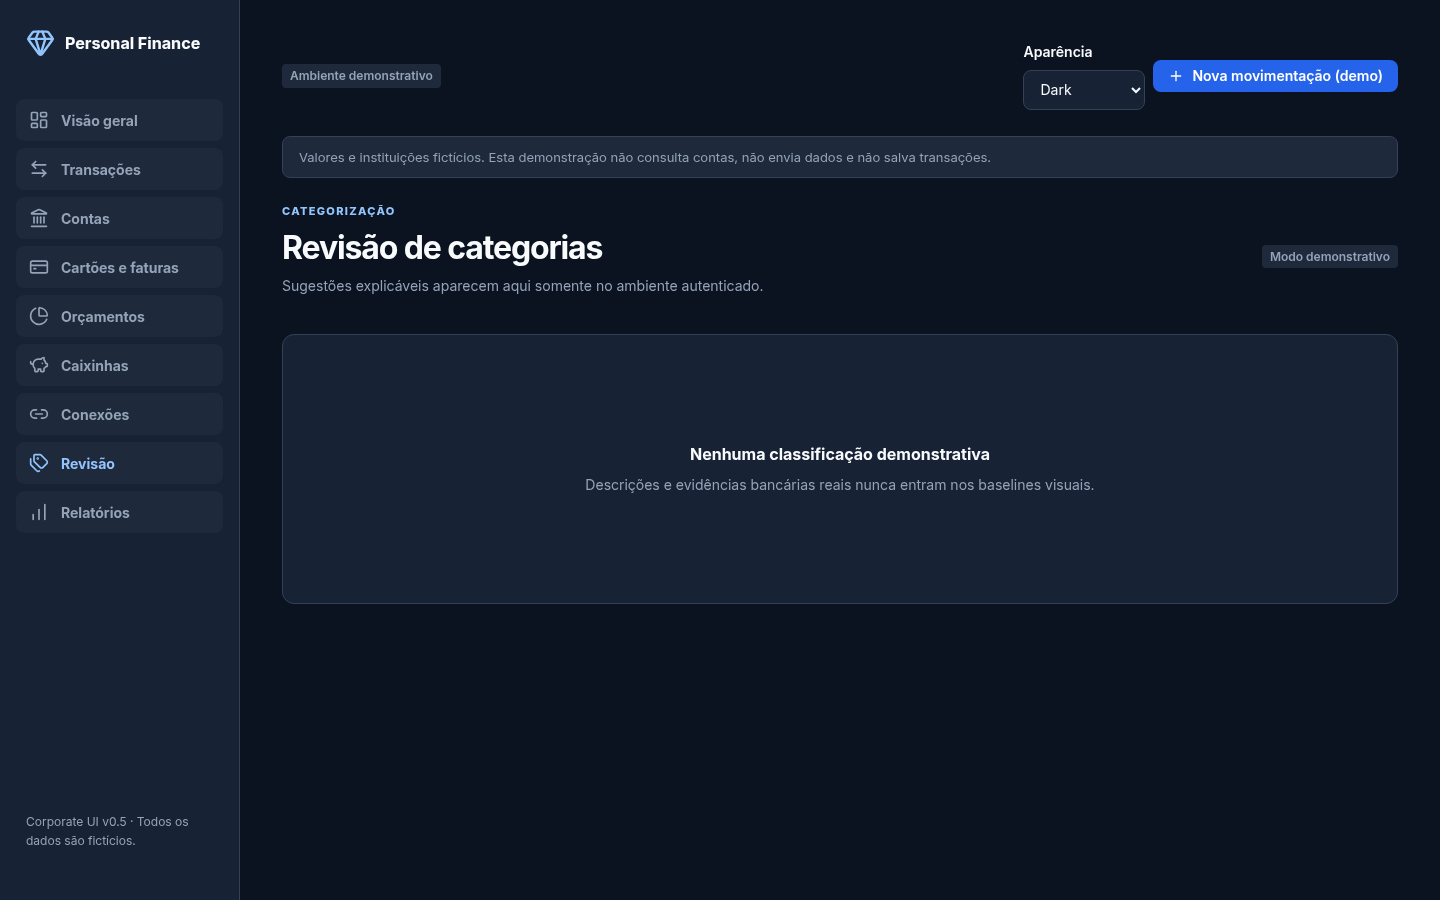 Personal Finance
Visão geral
Transações
Contas
Cartões e faturas
Orçamentos
Caixinhas
Conexões
Revisão
Relatórios
Corporate UI v0.5 · Todos os
dados são fictícios.
Ambiente demonstrativo
Aparência
Dark
Nova movimentação (demo)
Valores e instituições fictícios. Esta demonstração não consulta contas, não envia dados e não salva transações.
CATEGORIZAÇÃO
Revisão de categorias
Modo demonstrativo
Sugestões explicáveis aparecem aqui somente no ambiente autenticado.
Nenhuma classificação demonstrativa
Descrições e evidências bancárias reais nunca entram nos baselines visuais.